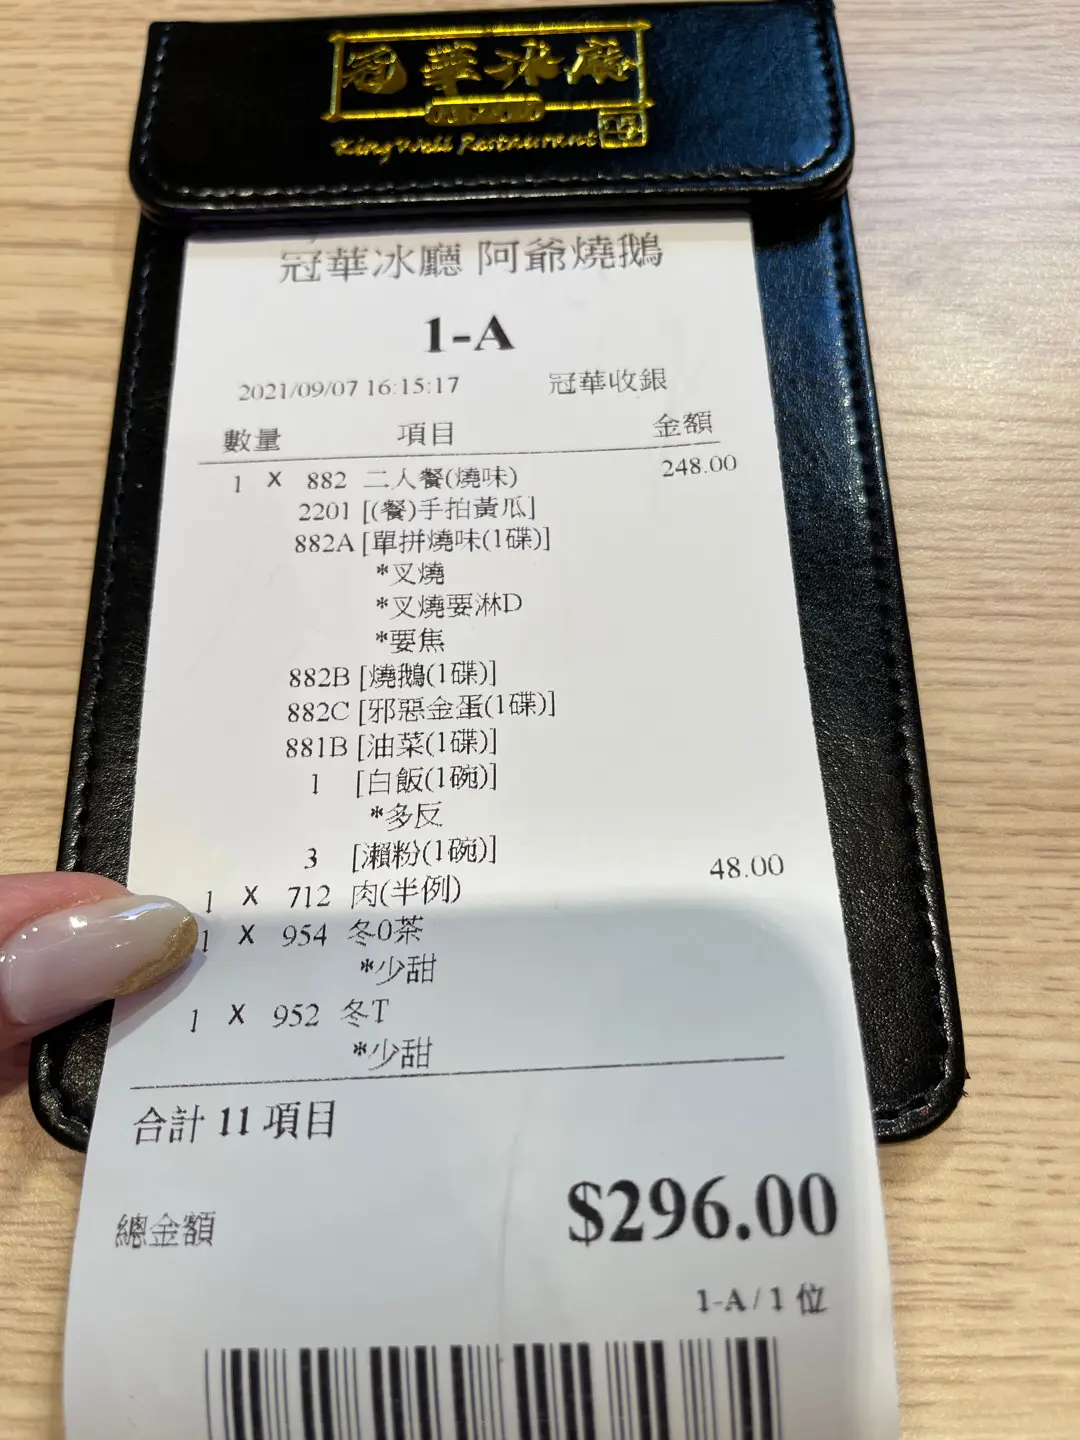 冠華冰廳
KingWell Restaurant
冠華冰廳 阿爺燒鵝
1-A
2021/09/07 16:15:17 冠華收銀
數量 項目 金額
1 X 882 二人餐(燒味) 248.00
2201 [(餐)手拍黃瓜]
882A [單拼燒味(1碟)]
*叉燒
*叉燒要淋D
*要焦
882B [燒鵝(1碟)]
882C [邪惡金蛋(1碟)]
881B [油菜(1碟)]
1 [白飯(1碗)]
*多反
3 [瀨粉(1碗)]
1 X 712 肉(半例) 48.00
1 X 954 冬0茶
*少甜
1 X 952 冬T
*少甜
合計 11 項目
總金額 $296.00
1-A / 1 位